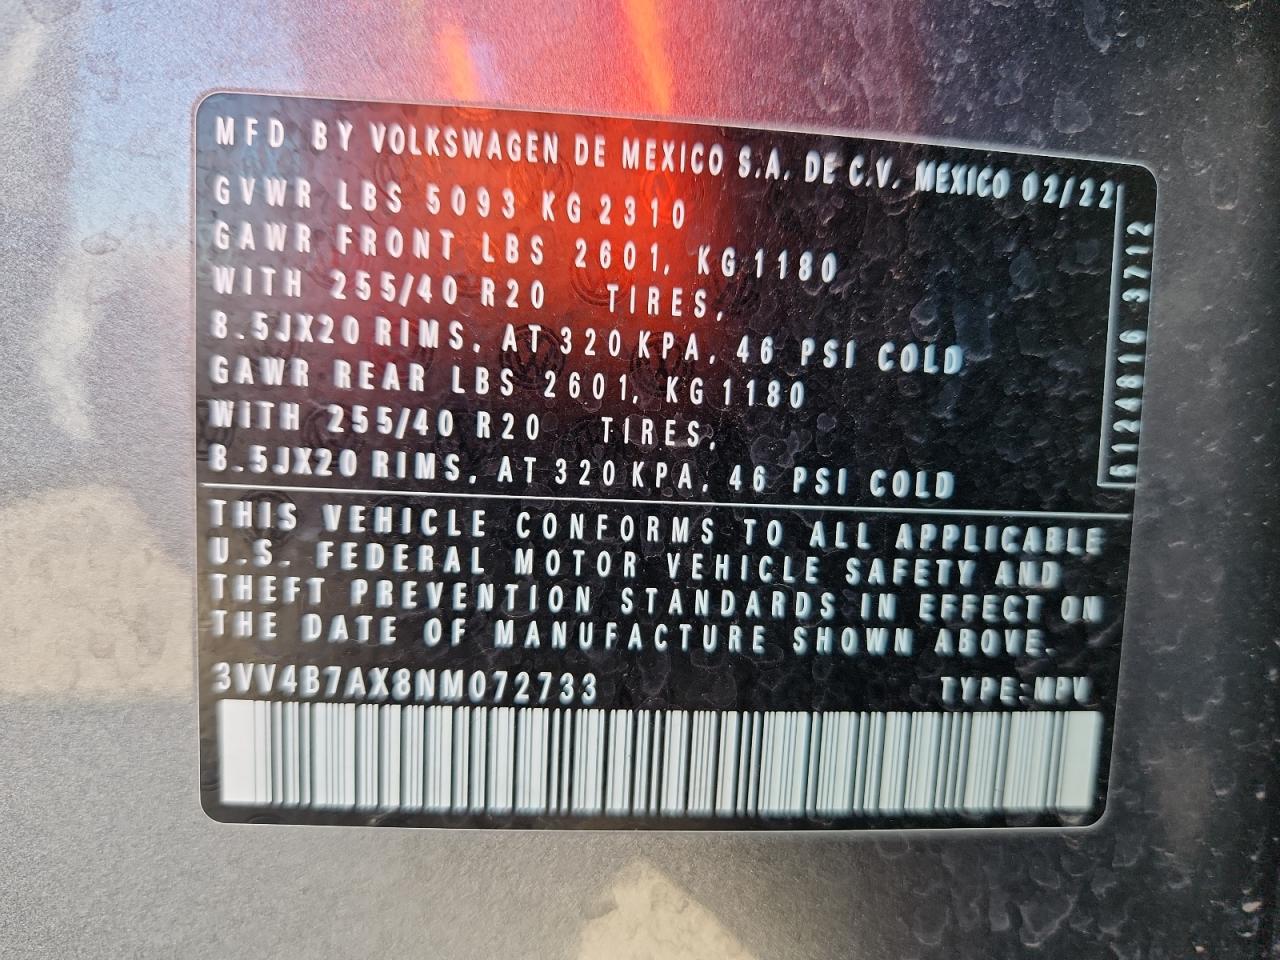 MFD BY VOLKSWAGEN DE MEXICO S.A. DE C.V. MEXICO 02/22
GVWR LBS 5093 KG 2310
GAWR FRONT LBS 2601, KG 1180
WITH 255/40 R20 TIRES,
8.5JX20 RIMS, AT 320 KPA, 46 PSI COLD
GAWR REAR LBS 2601, KG 1180
WITH 255/40 R20 TIRES,
8.5JX20 RIMS, AT 320 KPA, 46 PSI COLD
6124816 3712
THIS VEHICLE CONFORMS TO ALL APPLICABLE
U.S. FEDERAL MOTOR VEHICLE SAFETY AND
THEFT PREVENTION STANDARDS IN EFFECT ON
THE DATE OF MANUFACTURE SHOWN ABOVE.
3VV4B7AX8NM072733 TYPE:MPV